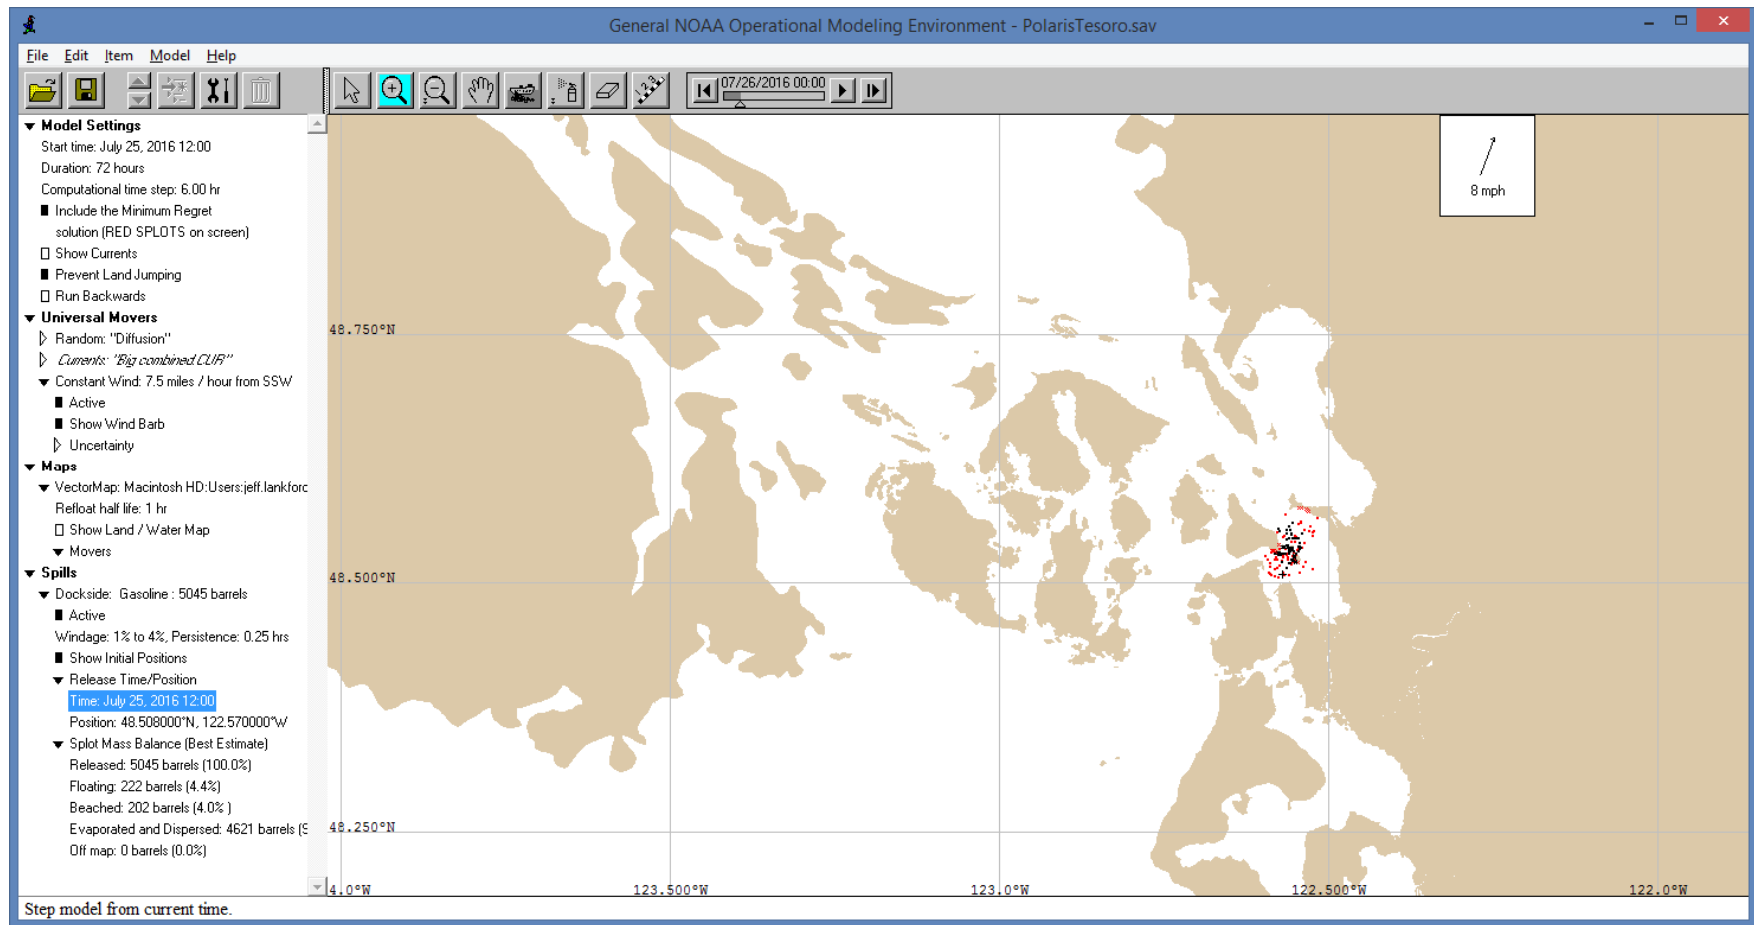 General NOAA Operational Modeling Environment - PolarisTesoro.sav
File Edit Item Model Help
07/26/2016 00:00
Model Settings
Start time: July 25, 2016 12:00
Duration: 72 hours
Computational time step: 6.00 hr
Include the Minimum Regret
solution (RED SPLOTS on screen)
Show Currents
Prevent Land Jumping
Run Backwards
Universal Movers
Random: "Diffusion"
Currents: "Big combined.CUR"
Constant Wind: 7.5 miles / hour from SSW
Active
Show Wind Barb
Uncertainty
Maps
VectorMap: Macintosh HD:Users:jeff.lankford
Refloat half life: 1 hr
Show Land / Water Map
Movers
Spills
Dockside: Gasoline : 5045 barrels
Active
Windage: 1% to 4%, Persistence: 0.25 hrs
Show Initial Positions
Release Time/Position
Time: July 25, 2016 12:00
Position: 48.508000°N, 122.570000°W
Splot Mass Balance (Best Estimate)
Released: 5045 barrels (100.0%)
Floating: 222 barrels (4.4%)
Beached: 202 barrels (4.0% )
Evaporated and Dispersed: 4621 barrels (9
Off map: 0 barrels (0.0%)
8 mph
48.750°N
48.500°N
48.250°N
4.0°W 123.500°W 123.0°W 122.500°W 122.0°W
Step model from current time.